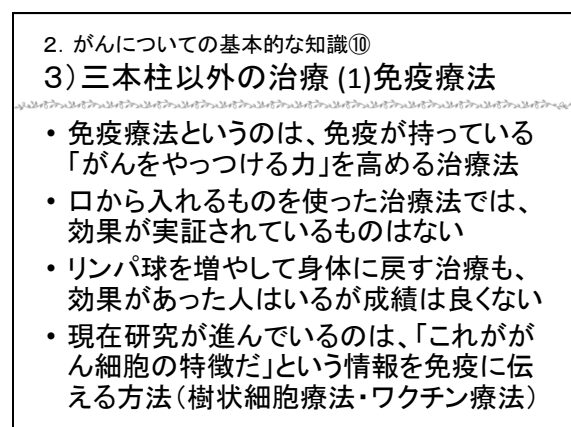 ２．がんについての基本的な知識⑩
３）三本柱以外の治療 (1)免疫療法
• 免疫療法というのは、免疫が持っている
「がんをやっつける力」を高める治療法
• 口から入れるものを使った治療法では、
効果が実証されているものはない
• リンパ球を増やして身体に戻す治療も、
効果があった人はいるが成績は良くない
• 現在研究が進んでいるのは、「これがが
ん細胞の特徴だ」という情報を免疫に伝
える方法（樹状細胞療法・ワクチン療法）